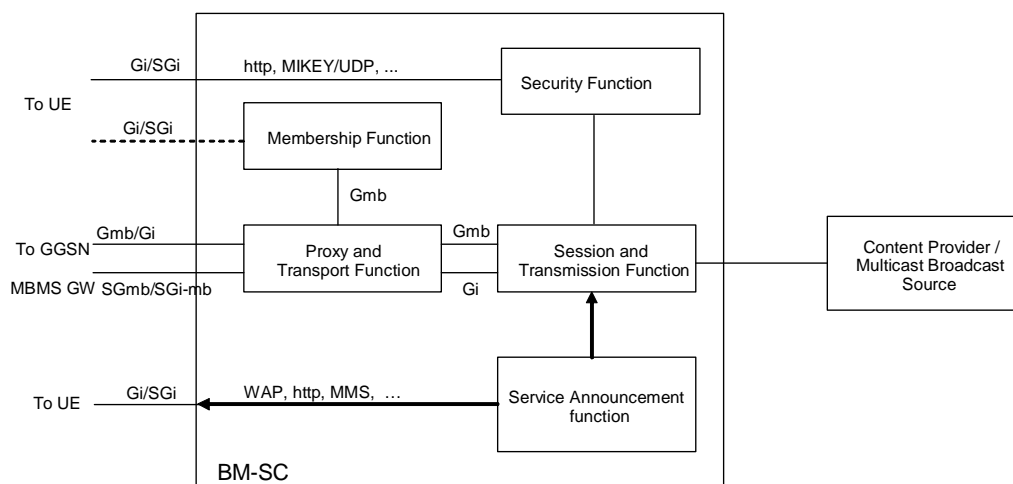 Gi/SGi
http, MIKEY/UDP, ...
Security Function
To UE
Gi/SGi
Membership Function
Gmb
To GGSN
Gmb/Gi
Proxy and
Transport Function
Gmb
Session and
Transmission Function
Content Provider /
Multicast Broadcast
Source
MBMS GW
SGmb/SGi-mb
Gi
To UE
Gi/SGi
WAP, http, MMS, ...
Service Announcement
function
BM-SC